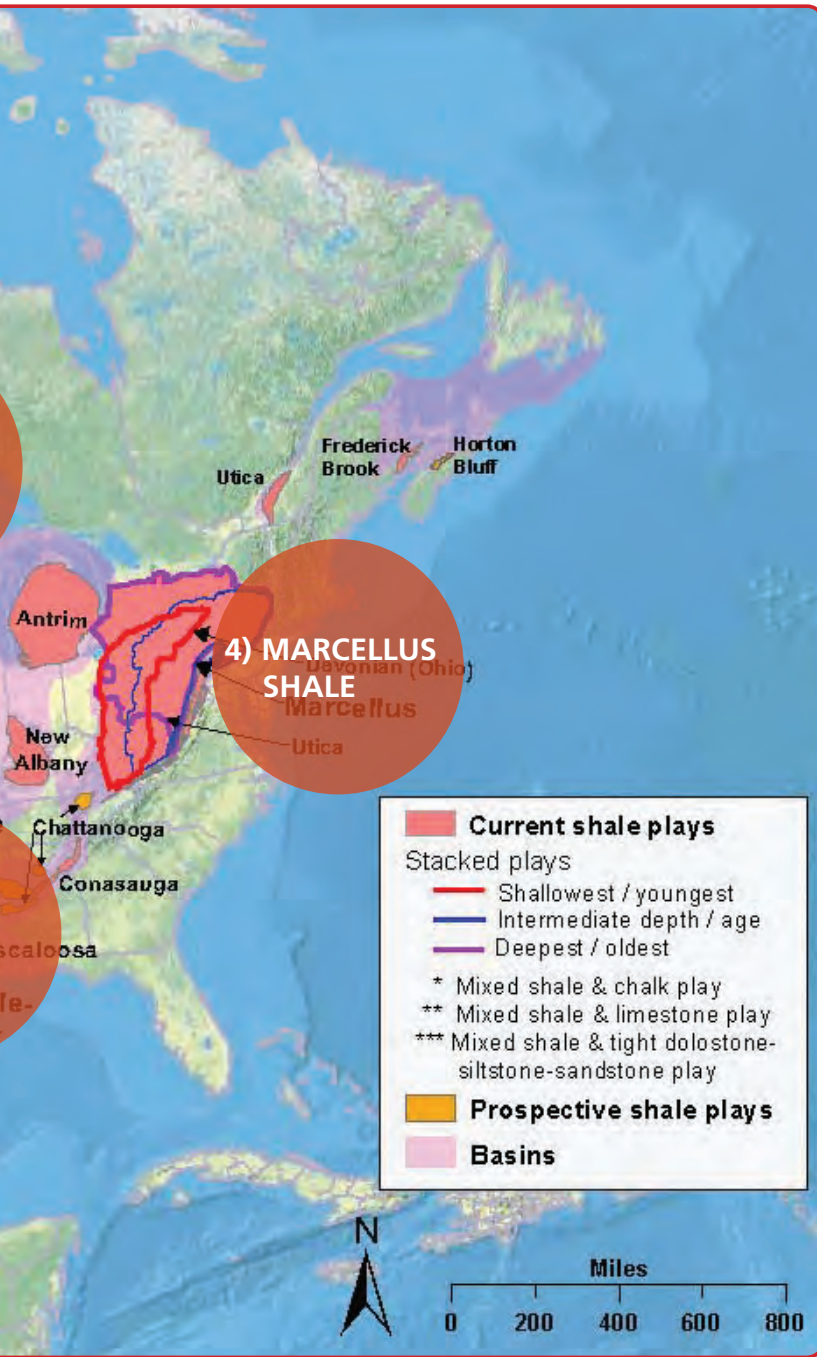 Frederick
Brook
Horton
Bluff
Utica
Antrim
4) MARCELLUS
SHALE
Devonian (Ohio)
Marcellus
Utica
New
Albany
Chattanooga
Conasauga
scaloosa
le-
Current shale plays
Stacked plays
Shallowest / youngest
Intermediate depth / age
Deepest / oldest
* Mixed shale & chalk play
** Mixed shale & limestone play
*** Mixed shale & tight dolostone-
siltstone-sandstone play
Prospective shale plays
Basins
N
Miles
0 200 400 600 800